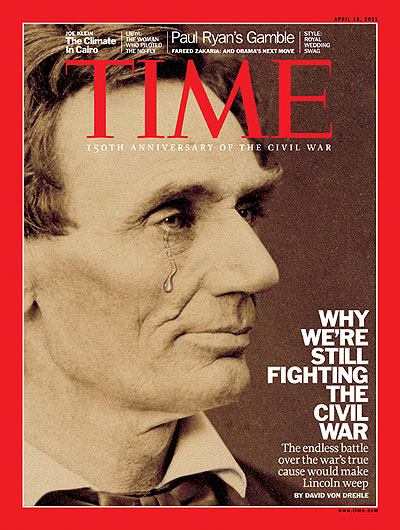 APRIL 18, 2011
JOE KLEIN
The Climate
In Cairo
LIBYA:
THE WOMAN
WHO PILOTED
THE NO-FLY
Paul Ryan's Gamble
FAREED ZAKARIA: AND OBAMA'S NEXT MOVE
STYLE:
ROYAL
WEDDING
SWAG
TIME
150TH ANNIVERSARY OF THE CIVIL WAR
WHY
WE'RE
STILL
FIGHTING
THE
CIVIL
WAR
The endless battle
over the war's true
cause would make
Lincoln weep
BY DAVID VON DREHLE
www.time.com